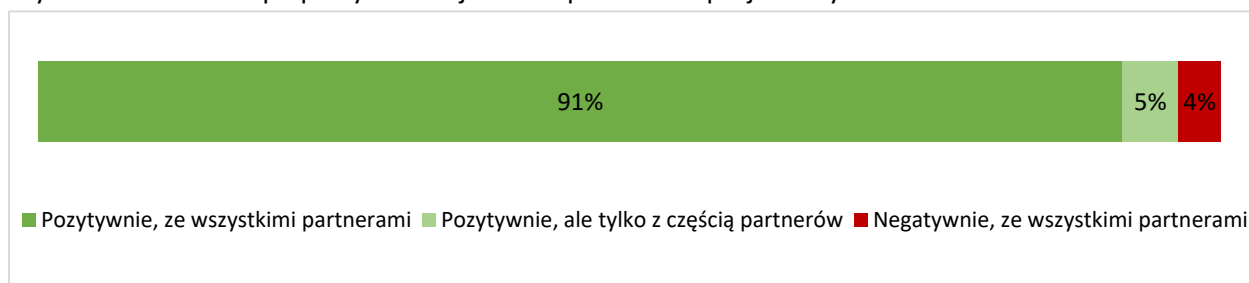 91% 5% 4%
Pozytywnie, ze wszystkimi partnerami Pozytywnie, ale tylko z częścią partnerów Negatywnie, ze wszystkimi partnerami